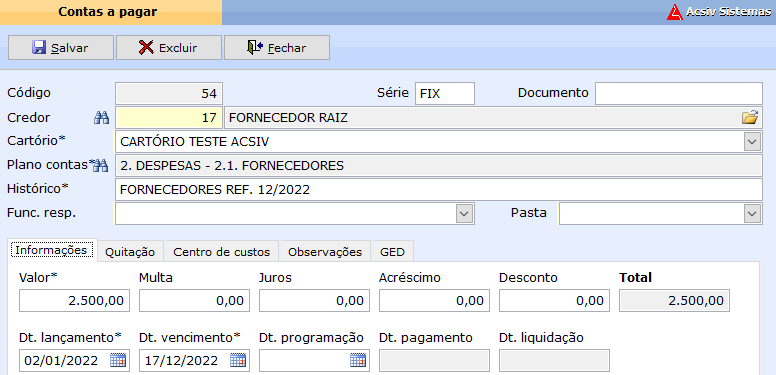 Contas a pagar
Acsiv Sistemas
Salvar Excluir Fechar
Código 54 Série FIX Documento
Credor 17 FORNECEDOR RAIZ
Cartório* CARTÓRIO TESTE ACSIV
Plano contas* 2. DESPESAS - 2.1. FORNECEDORES
Histórico* FORNECEDORES REF. 12/2022
Func. resp. Pasta
Informações Quitação Centro de custos Observações GED
Valor* Multa Juros Acréscimo Desconto Total
2.500,00 0,00 0,00 0,00 0,00 2.500,00
Dt. lançamento* Dt. vencimento* Dt. programação Dt. pagamento Dt. liquidação
02/01/2022 17/12/2022